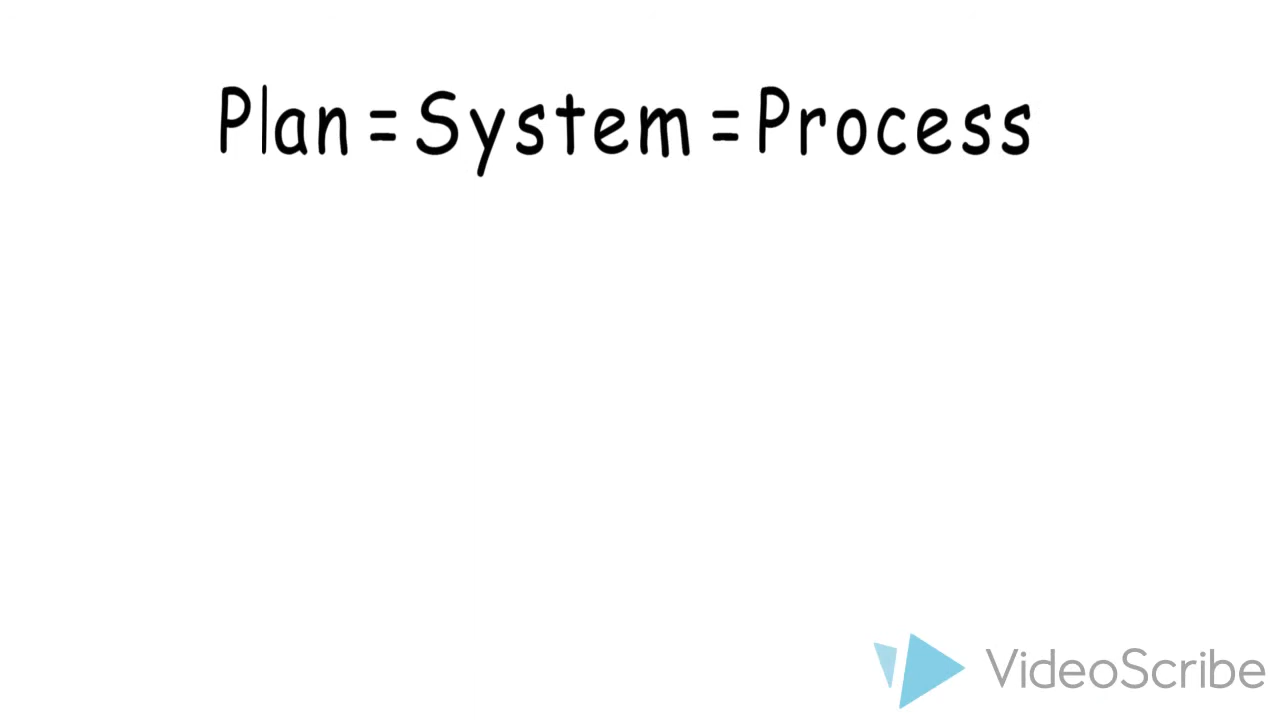 Plan = System = Process
VideoScribe